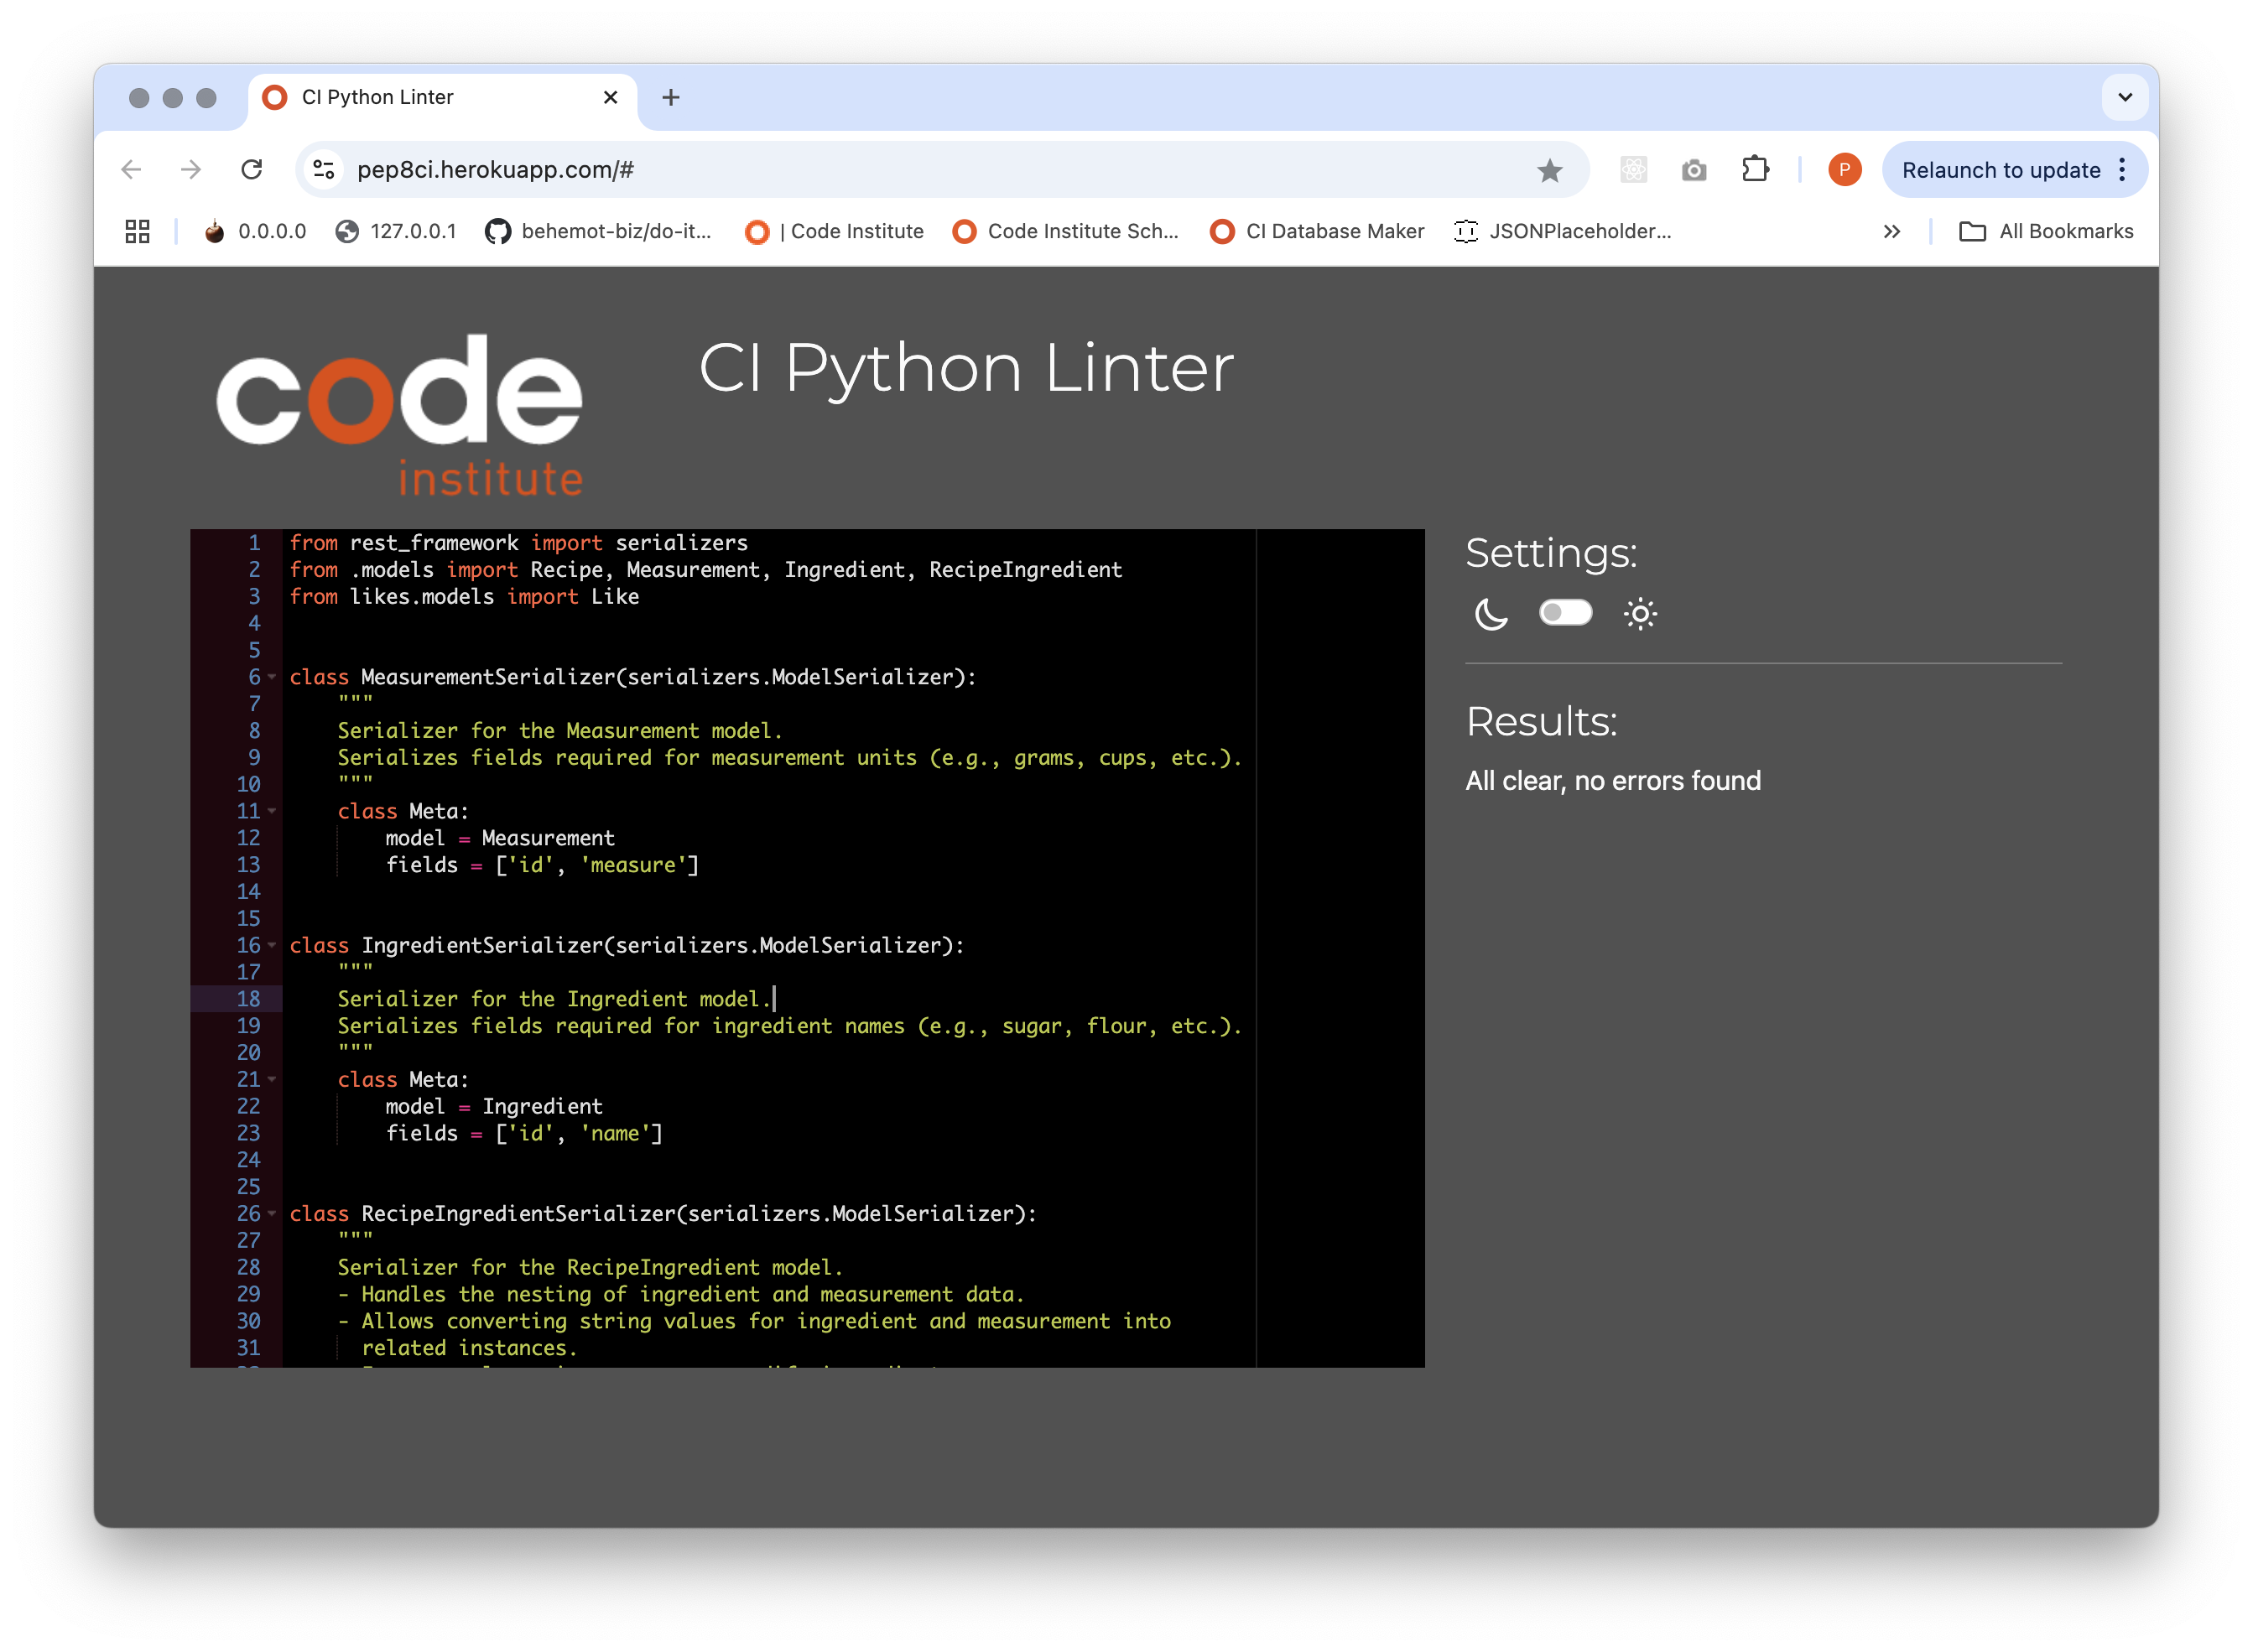 CI Python Linter
pep8ci.herokuapp.com/#
P
Relaunch to update
0.0.0.0
127.0.0.1
behemot-biz/do-it...
| Code Institute
Code Institute Sch...
CI Database Maker
JSONPlaceholder...
All Bookmarks
code
institute
CI Python Linter
1 from rest_framework import serializers
2 from .models import Recipe, Measurement, Ingredient, RecipeIngredient
3 from likes.models import Like
4
5
6 class MeasurementSerializer(serializers.ModelSerializer):
7     """
8     Serializer for the Measurement model.
9     Serializes fields required for measurement units (e.g., grams, cups, etc.).
10     """
11     class Meta:
12         model = Measurement
13         fields = ['id', 'measure']
14
15
16 class IngredientSerializer(serializers.ModelSerializer):
17     """
18     Serializer for the Ingredient model.
19     Serializes fields required for ingredient names (e.g., sugar, flour, etc.).
20     """
21     class Meta:
22         model = Ingredient
23         fields = ['id', 'name']
24
25
26 class RecipeIngredientSerializer(serializers.ModelSerializer):
27     """
28     Serializer for the RecipeIngredient model.
29     - Handles the nesting of ingredient and measurement data.
30     - Allows converting string values for ingredient and measurement into
31       related instances.
Settings:
Results:
All clear, no errors found